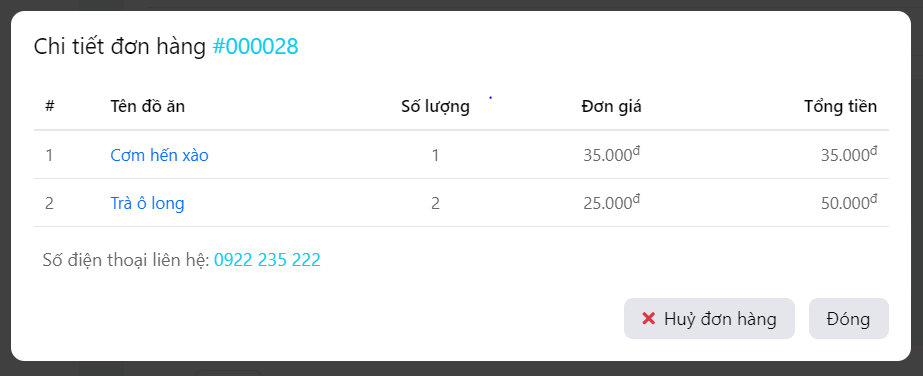 Chi tiết đơn hàng #000028
# Tên đồ ăn Số lượng Đơn giá Tổng tiền
1 Cơm hến xào 1 35.000đ 35.000đ
2 Trà ô long 2 25.000đ 50.000đ
Số điện thoại liên hệ: 0922 235 222
Huỷ đơn hàng Đóng